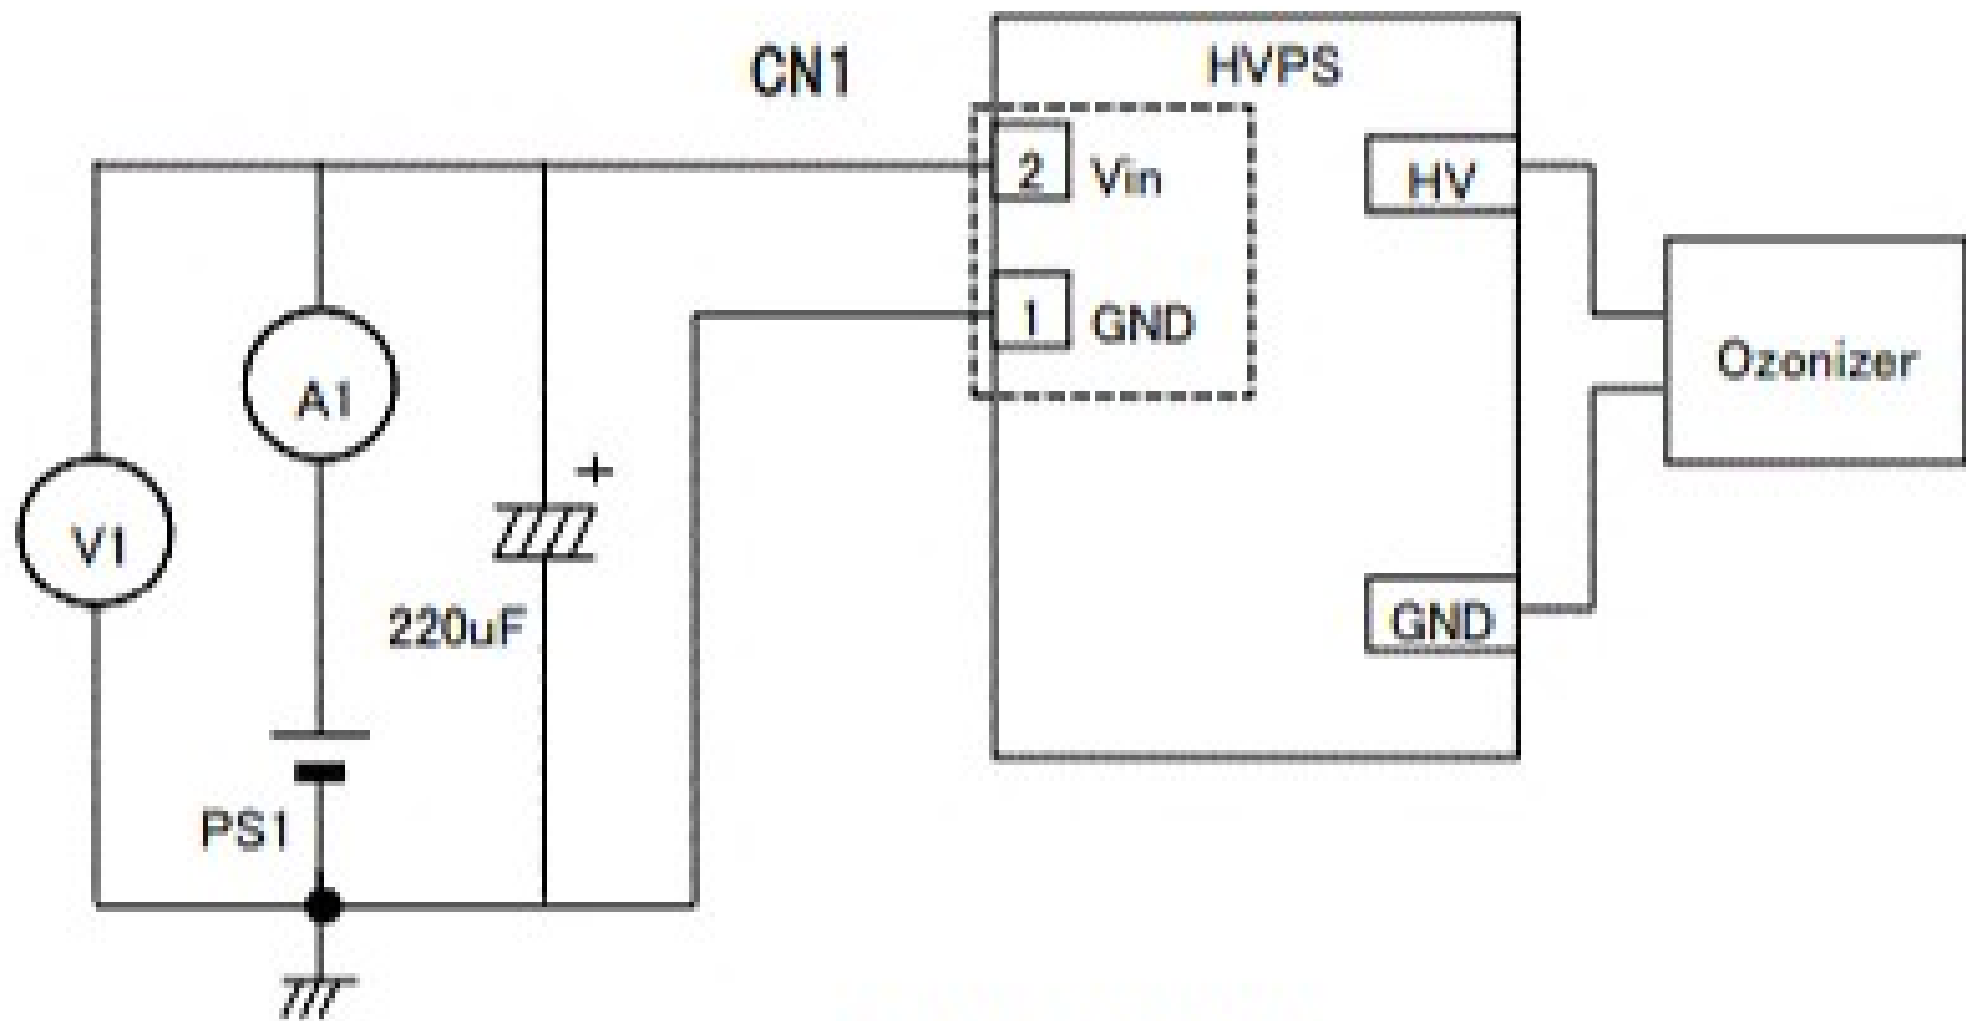 CN1
HVPS
2
Vin
HV
1
GND
Ozonizer
A1
+
V1
220uF
GND
PS1